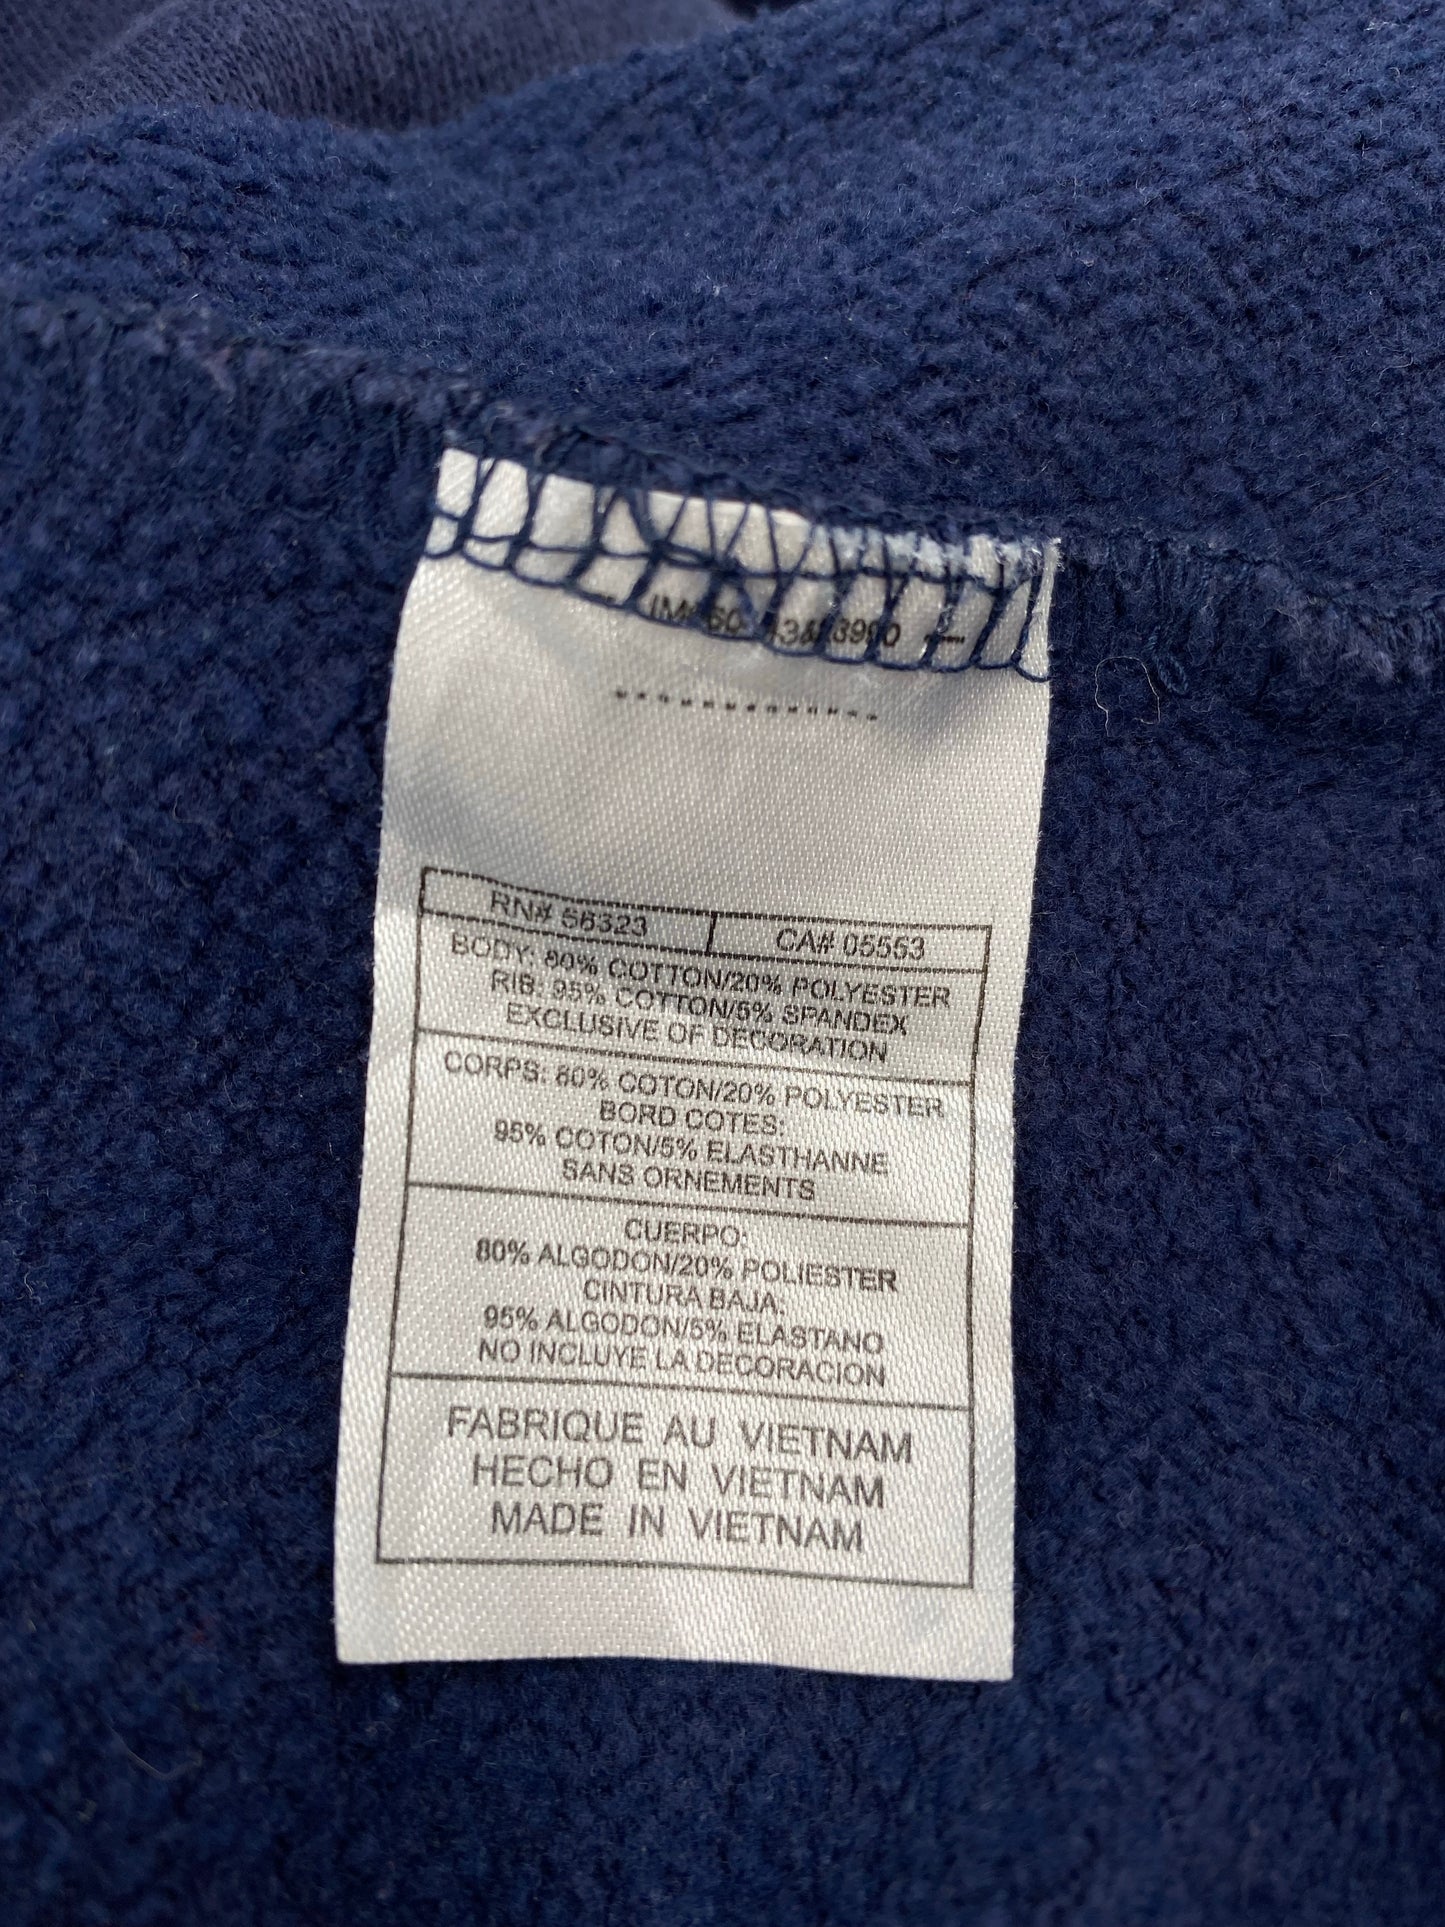 RN# 56323 CA# 05553
BODY: 80% COTTON/20% POLYESTER
RIB: 95% COTTON/5% SPANDEX
EXCLUSIVE OF DECORATION
CORPS: 80% COTON/20% POLYESTER
BORD COTES:
95% COTON/5% ELASTHANNE
SANS ORNEMENTS
CUERPO:
80% ALGODON/20% POLIESTER
CINTURA BAJA:
95% ALGODON/5% ELASTANO
NO INCLUYE LA DECORACION
FABRIQUE AU VIETNAM
HECHO EN VIETNAM
MADE IN VIETNAM